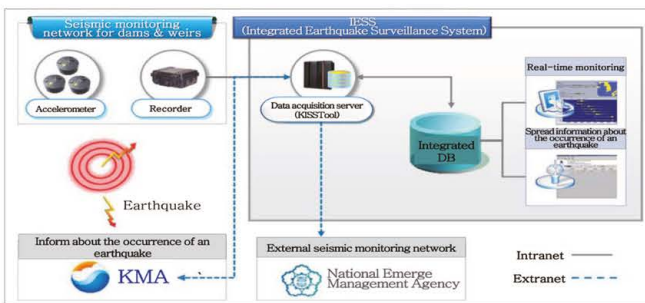 Seismic monitoring
network for dams & weirs
Accelerometer
Recorder
IESS
(Integrated Earthquake Surveillance System)
Data acquisition server
(KISSTool)
Integrated
DB
Real-time monitoring
Spread information about
the occurrence of an
earthquake
Earthquake
Inform about the occurrence of an
earthquake
KMA
External seismic monitoring network
National Emerge
Management Agency
Intranet
Extranet